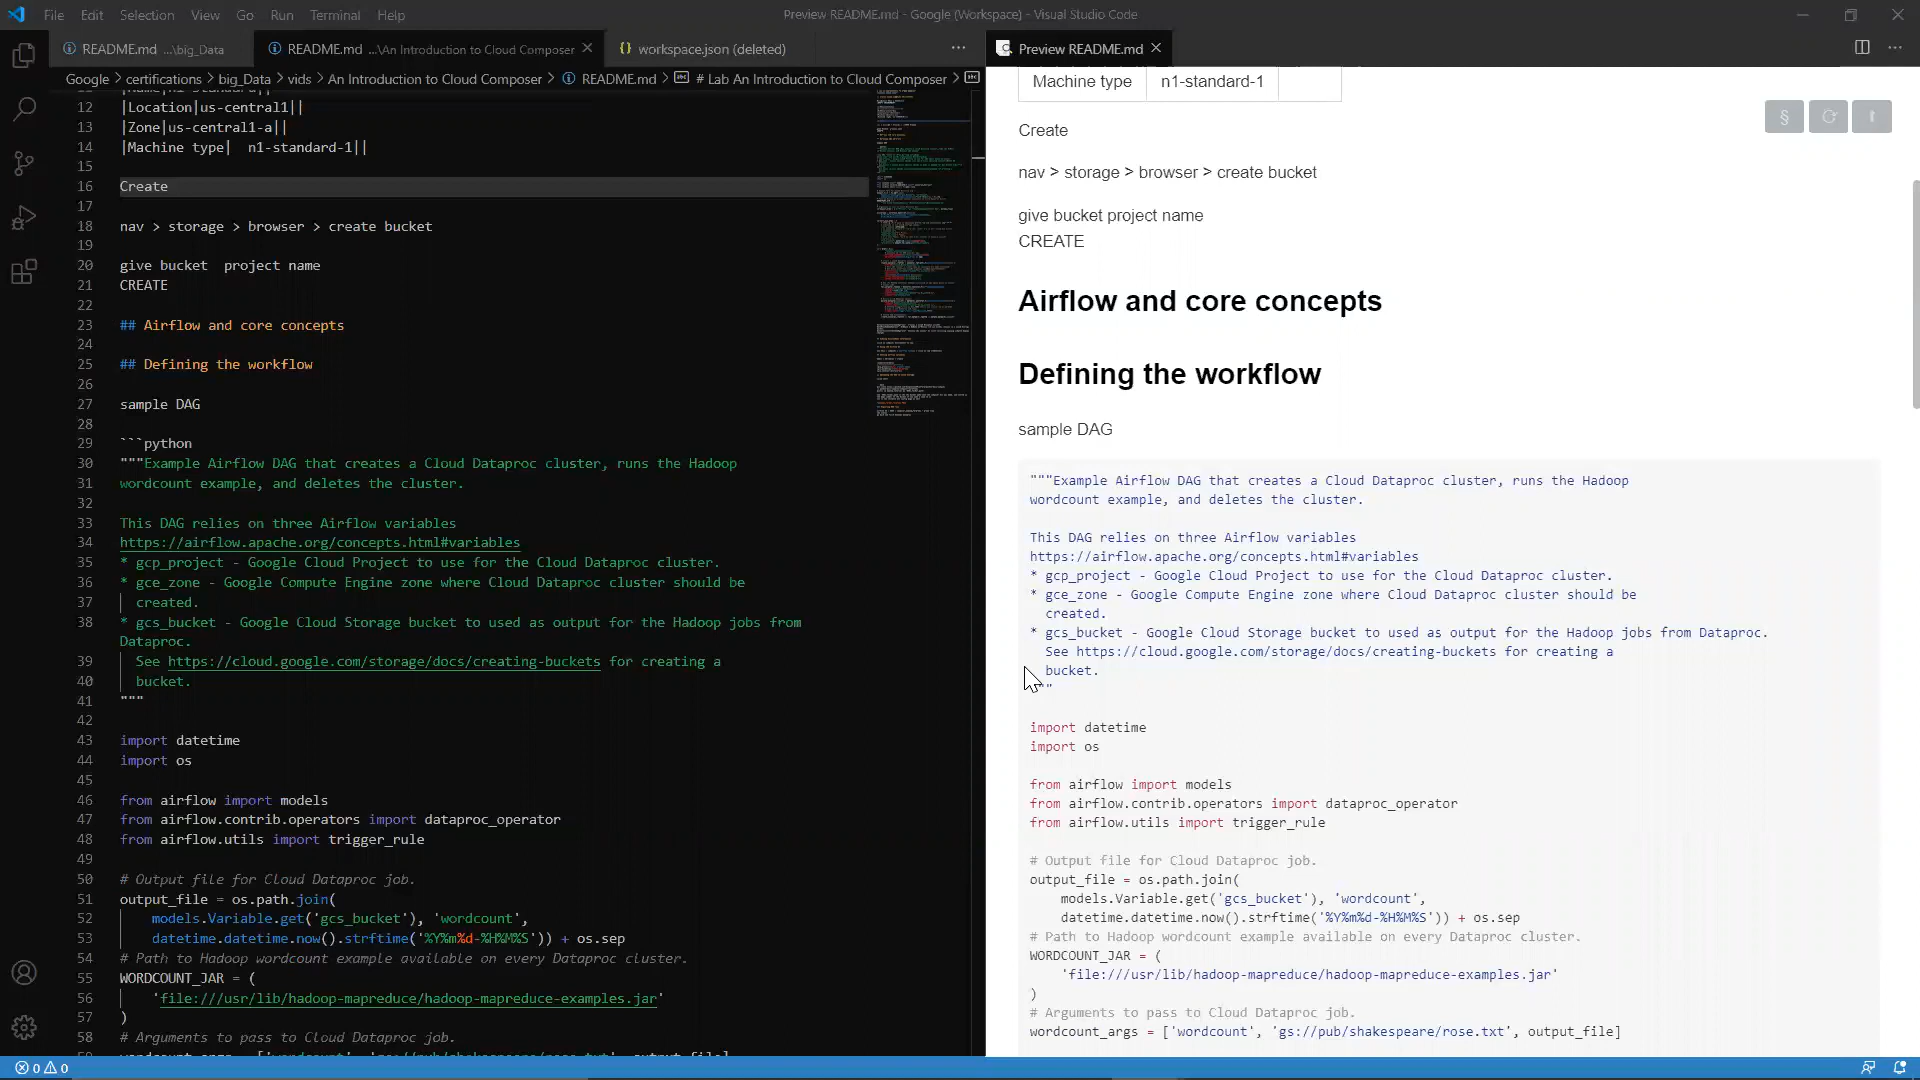 File Edit Selection View Go Run Terminal Help
Preview README.md - Google (Workspace) - Visual Studio Code
README.md ...\big_Data
README.md ...\An Introduction to Cloud Composer
workspace.json (deleted)
Google > certifications > big_Data > vids > An Introduction to Cloud Composer > README.md > # Lab An Introduction to Cloud Composer >
12 |Location|us-central1||
13 |Zone|us-central1-a||
14 |Machine type|  n1-standard-1||
15
16 Create
17
18 nav > storage > browser > create bucket
19
20 give bucket  project name
21 CREATE
22
23 ## Airflow and core concepts
24
25 ## Defining the workflow
26
27 sample DAG
28
29 ```python
30 """Example Airflow DAG that creates a Cloud Dataproc cluster, runs the Hadoop
31 wordcount example, and deletes the cluster.
32
33 This DAG relies on three Airflow variables
34 https://airflow.apache.org/concepts.html#variables
35 * gcp_project - Google Cloud Project to use for the Cloud Dataproc cluster.
36 * gce_zone - Google Compute Engine zone where Cloud Dataproc cluster should be
37   created.
38 * gcs_bucket - Google Cloud Storage bucket to used as output for the Hadoop jobs from
Dataproc.
39   See https://cloud.google.com/storage/docs/creating-buckets for creating a
40   bucket.
41 """
42
43 import datetime
44 import os
45
46 from airflow import models
47 from airflow.contrib.operators import dataproc_operator
48 from airflow.utils import trigger_rule
49
50 # Output file for Cloud Dataproc job.
51 output_file = os.path.join(
52     models.Variable.get('gcs_bucket'), 'wordcount',
53     datetime.datetime.now().strftime('%Y%m%d-%H%M%S')) + os.sep
54 # Path to Hadoop wordcount example available on every Dataproc cluster.
55 WORDCOUNT_JAR = (
56     'file:///usr/lib/hadoop-mapreduce/hadoop-mapreduce-examples.jar'
57 )
58 # Arguments to pass to Cloud Dataproc job.
Preview README.md
Machine type n1-standard-1
Create
nav > storage > browser > create bucket
give bucket project name
CREATE
Airflow and core concepts
Defining the workflow
sample DAG
"""Example Airflow DAG that creates a Cloud Dataproc cluster, runs the Hadoop
wordcount example, and deletes the cluster.
This DAG relies on three Airflow variables
https://airflow.apache.org/concepts.html#variables
* gcp_project - Google Cloud Project to use for the Cloud Dataproc cluster.
* gce_zone - Google Compute Engine zone where Cloud Dataproc cluster should be
created.
* gcs_bucket - Google Cloud Storage bucket to used as output for the Hadoop jobs from Dataproc.
See https://cloud.google.com/storage/docs/creating-buckets for creating a
bucket.
import datetime
import os
from airflow import models
from airflow.contrib.operators import dataproc_operator
from airflow.utils import trigger_rule
# Output file for Cloud Dataproc job.
output_file = os.path.join(
models.Variable.get('gcs_bucket'), 'wordcount',
datetime.datetime.now().strftime('%Y%m%d-%H%M%S')) + os.sep
# Path to Hadoop wordcount example available on every Dataproc cluster.
WORDCOUNT_JAR = (
'file:///usr/lib/hadoop-mapreduce/hadoop-mapreduce-examples.jar'
)
# Arguments to pass to Cloud Dataproc job.
wordcount_args = ['wordcount', 'gs://pub/shakespeare/rose.txt', output_file]
0 0